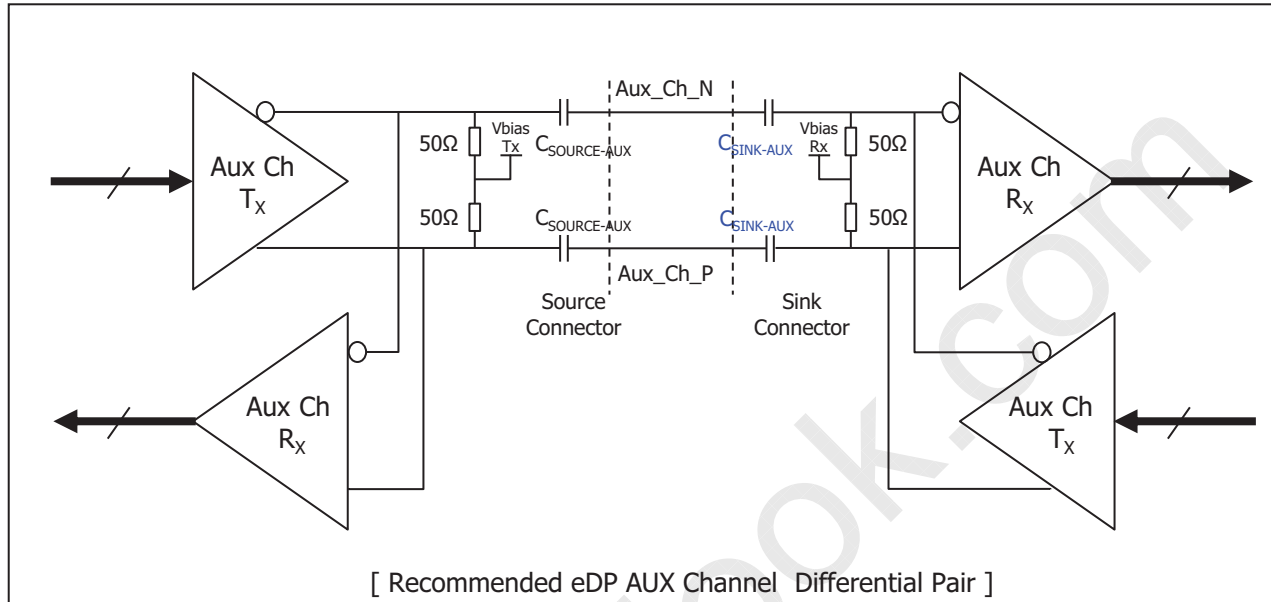 Aux_Ch_N
Aux Ch
TX
50Ω
Vbias
Tx
CSOURCE-AUX
CSINK-AUX
Vbias
Rx
50Ω
Aux Ch
RX
50Ω
CSOURCE-AUX
CSINK-AUX
50Ω
Aux_Ch_P
Source
Connector
Sink
Connector
Aux Ch
RX
Aux Ch
TX
[ Recommended eDP AUX Channel Differential Pair ]
ook.com